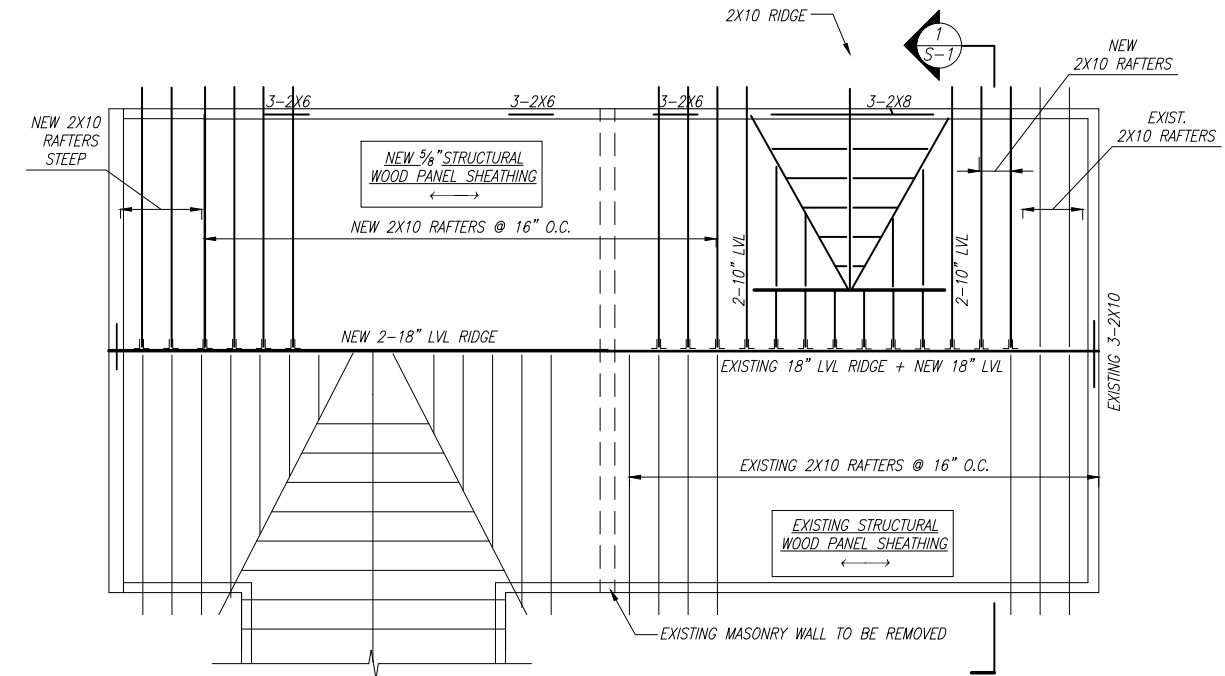 2X10 RIDGE
1
S-1
NEW
2X10 RAFTERS
EXIST.
2X10 RAFTERS
NEW 2X10
RAFTERS
STEEP
3-2X6
3-2X6
3-2X6
3-2X8
NEW 5/8" STRUCTURAL
WOOD PANEL SHEATHING
NEW 2X10 RAFTERS @ 16" O.C.
2-10" LVL
2-10" LVL
NEW 2-18" LVL RIDGE
EXISTING 18" LVL RIDGE + NEW 18" LVL
EXISTING 3-2X10
EXISTING 2X10 RAFTERS @ 16" O.C.
EXISTING STRUCTURAL
WOOD PANEL SHEATHING
EXISTING MASONRY WALL TO BE REMOVED